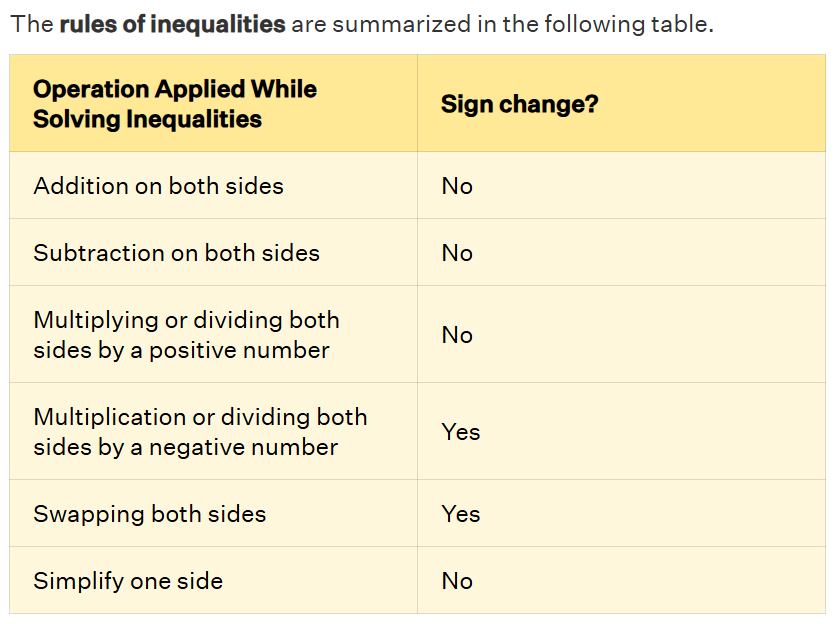 The rules of inequalities are summarized in the following table.
Operation Applied While
Solving Inequalities
Sign change?
Addition on both sides
No
Subtraction on both sides
No
Multiplying or dividing both
sides by a positive number
No
Multiplication or dividing both
sides by a negative number
Yes
Swapping both sides
Yes
Simplify one side
No